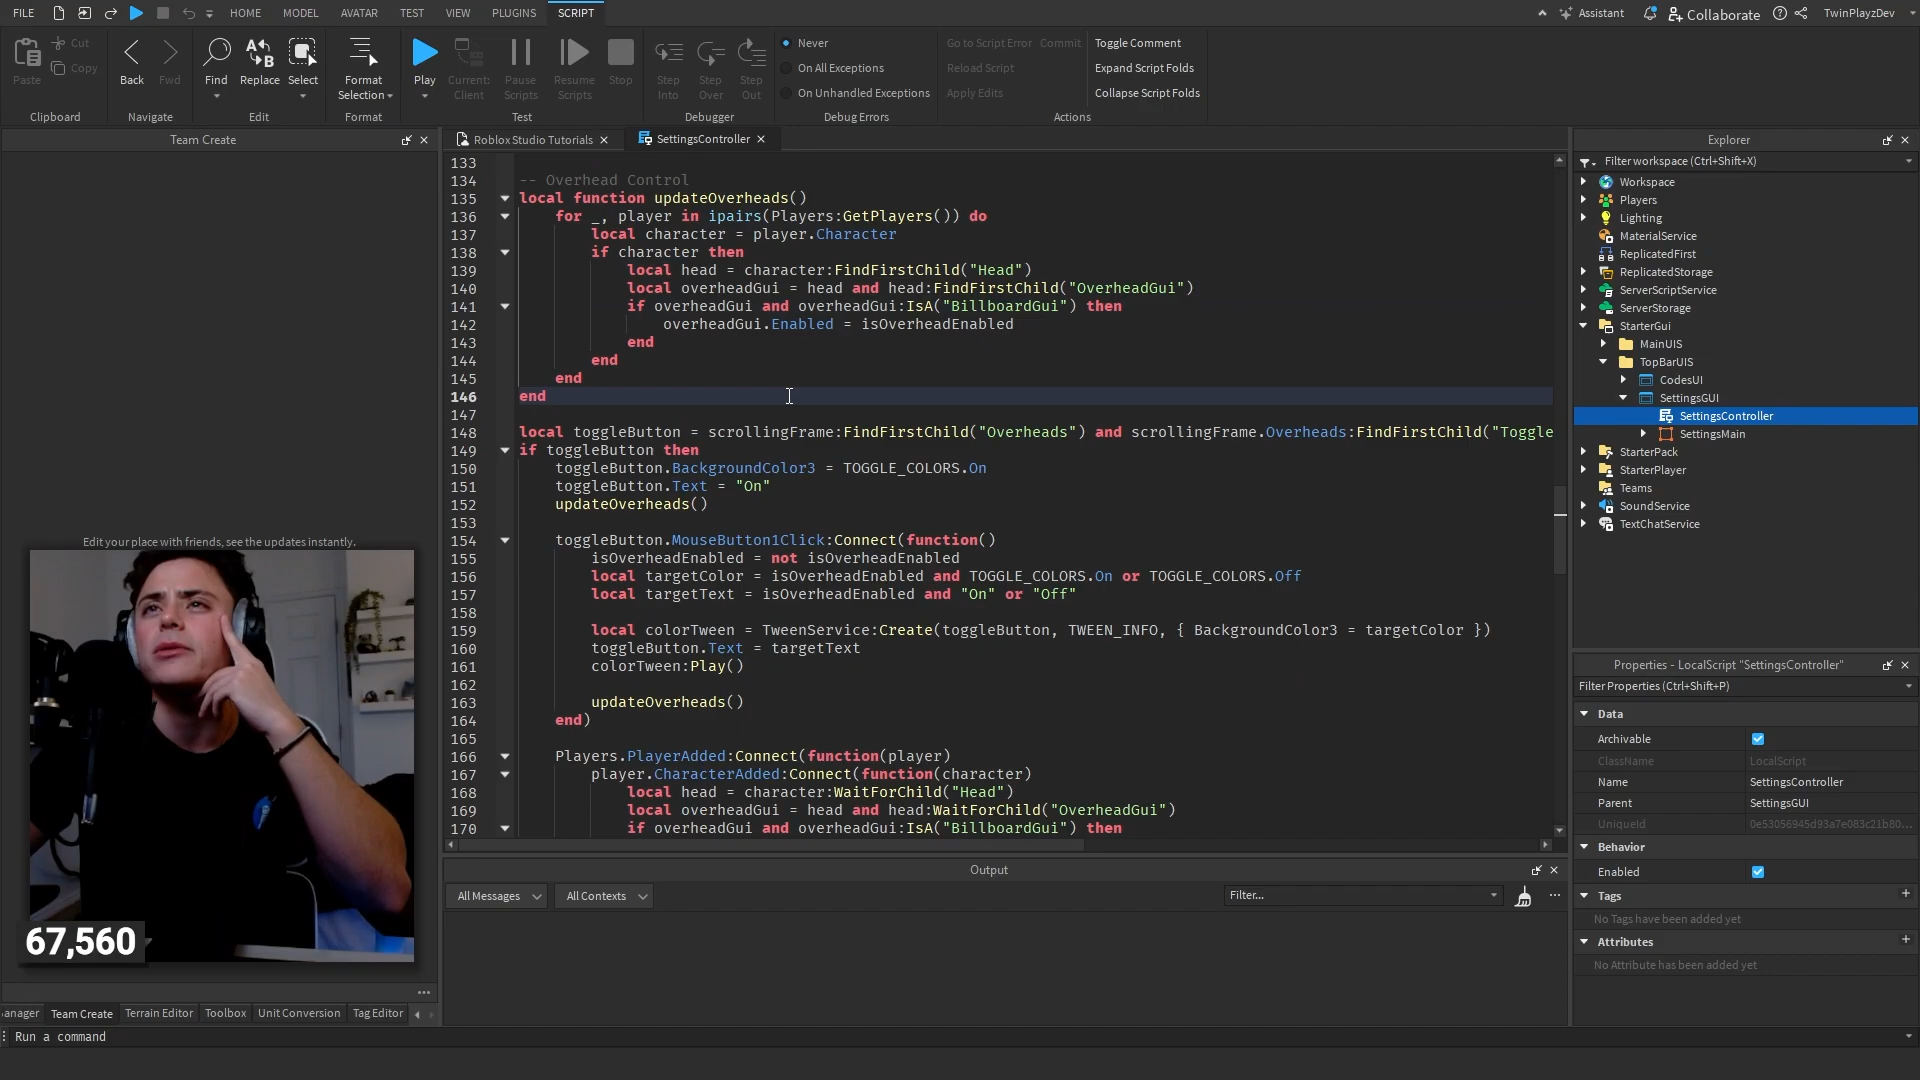 FILE HOME MODEL AVATAR TEST VIEW PLUGINS SCRIPT Assistant Collaborate TwinPlayzDev
Paste Cut Copy Clipboard
Back Fwd Navigate
Find Replace Select Edit
Format Selection Format
Play Current: Client Pause Scripts Resume Scripts Stop Test
Step Into Step Over Step Out Debugger
Never
On All Exceptions
On Unhandled Exceptions
Debug Errors
Go to Script Error Commit Toggle Comment
Reload Script Expand Script Folds
Apply Edits Collapse Script Folds
Actions
Team Create
Edit your place with friends, see the updates instantly.
67,560
anager Team Create Terrain Editor Toolbox Unit Conversion Tag Editor
Run a command
Roblox Studio Tutorials SettingsController
133
134 -- Overhead Control
135 local function updateOverheads()
136 for _, player in ipairs(Players:GetPlayers()) do
137 local character = player.Character
138 if character then
139 local head = character:FindFirstChild("Head")
140 local overheadGui = head and head:FindFirstChild("OverheadGui")
141 if overheadGui and overheadGui:IsA("BillboardGui") then
142 overheadGui.Enabled = isOverheadEnabled
143 end
144 end
145 end
146 end
147
148 local toggleButton = scrollingFrame:FindFirstChild("Overheads") and scrollingFrame.Overheads:FindFirstChild("Toggle
149 if toggleButton then
150 toggleButton.BackgroundColor3 = TOGGLE_COLORS.On
151 toggleButton.Text = "On"
152 updateOverheads()
153
154 toggleButton.MouseButton1Click:Connect(function()
155 isOverheadEnabled = not isOverheadEnabled
156 local targetColor = isOverheadEnabled and TOGGLE_COLORS.On or TOGGLE_COLORS.Off
157 local targetText = isOverheadEnabled and "On" or "Off"
158
159 local colorTween = TweenService:Create(toggleButton, TWEEN_INFO, { BackgroundColor3 = targetColor })
160 toggleButton.Text = targetText
161 colorTween:Play()
162
163 updateOverheads()
164 end)
165
166 Players.PlayerAdded:Connect(function(player)
167 player.CharacterAdded:Connect(function(character)
168 local head = character:WaitForChild("Head")
169 local overheadGui = head and head:WaitForChild("OverheadGui")
170 if overheadGui and overheadGui:IsA("BillboardGui") then
Output
All Messages All Contexts Filter...
Explorer
Filter workspace (Ctrl+Shift+X)
Workspace
Players
Lighting
MaterialService
ReplicatedFirst
ReplicatedStorage
ServerScriptService
ServerStorage
StarterGui
MainUIS
TopBarUIS
CodesUI
SettingsGUI
SettingsController
SettingsMain
StarterPack
StarterPlayer
Teams
SoundService
TextChatService
Properties - LocalScript "SettingsController"
Filter Properties (Ctrl+Shift+P)
Data
Archivable
ClassName LocalScript
Name SettingsController
Parent SettingsGUI
UniqueId 0e53056945d93a7e083c21b80...
Behavior
Enabled
Tags
No Tags have been added yet
Attributes
No Attribute has been added yet